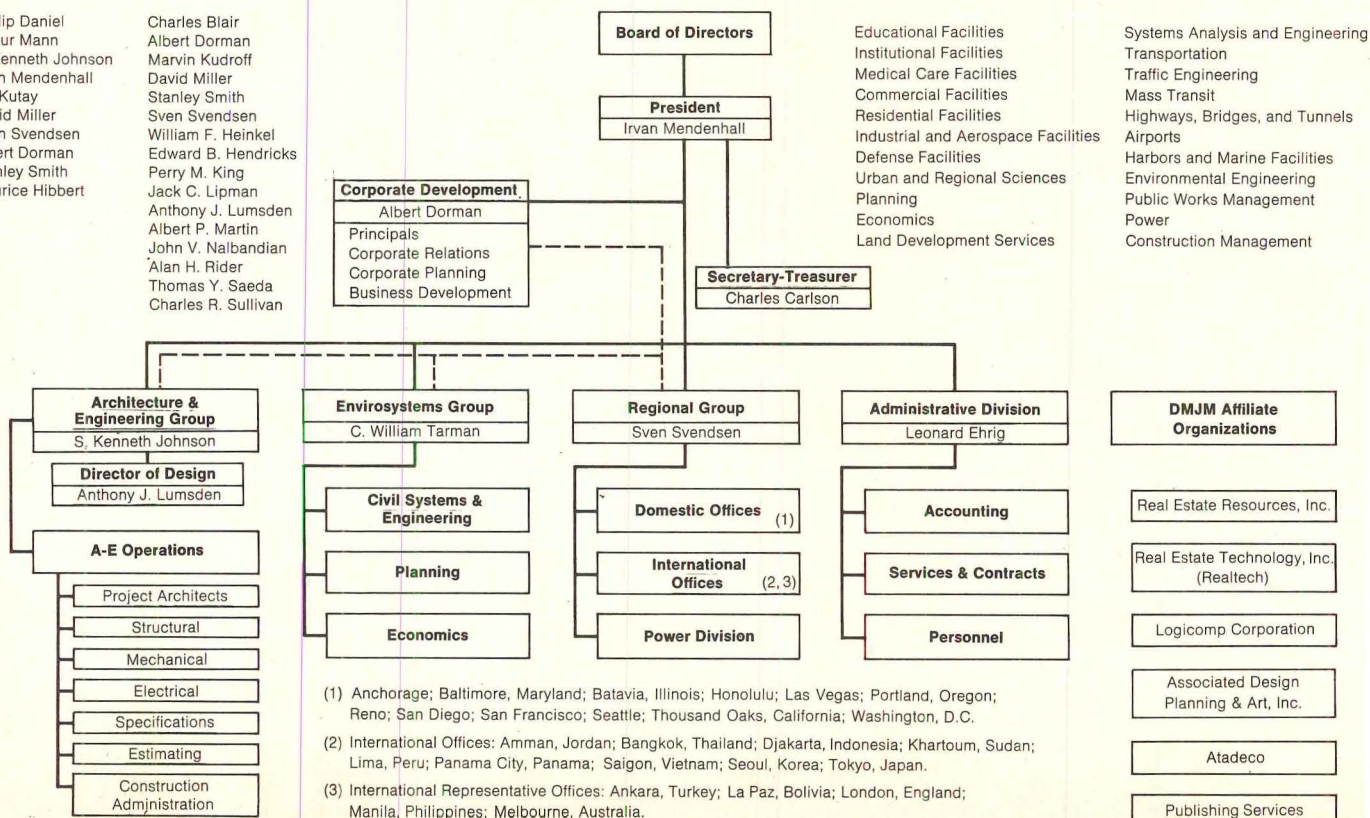 Daniel
Mann
Kenneth Johnson
Mendenhall
Kutay
Miller
Svendsen
Dorman
Smith
Hibbert
Charles Blair
Albert Dorman
Marvin Kudroff
David Miller
Stanley Smith
Sven Svendsen
William F. Heinkel
Edward B. Hendricks
Perry M. King
Jack C. Lipman
Anthony J. Lumsden
Albert P. Martin
John V. Nalbandian
Alan H. Rider
Thomas Y. Saeda
Charles R. Sullivan
Board of Directors
President
Irvan Mendenhall
Corporate Development
Albert Dorman
Principals
Corporate Relations
Corporate Planning
Business Development
Secretary-Treasurer
Charles Carlson
Educational Facilities
Institutional Facilities
Medical Care Facilities
Commercial Facilities
Residential Facilities
Industrial and Aerospace Facilities
Defense Facilities
Urban and Regional Sciences
Planning
Economics
Land Development Services
Systems Analysis and Engineering
Transportation
Traffic Engineering
Mass Transit
Highways, Bridges, and Tunnels
Airports
Harbors and Marine Facilities
Environmental Engineering
Public Works Management
Power
Construction Management
Architecture &
Engineering Group
S. Kenneth Johnson
Director of Design
Anthony J. Lumsden
A-E Operations
Project Architects
Structural
Mechanical
Electrical
Specifications
Estimating
Construction
Administration
Envirosystems Group
C. William Tarman
Civil Systems &
Engineering
Planning
Economics
Regional Group
Sven Svendsen
Domestic Offices (1)
International
Offices (2, 3)
Power Division
Administrative Division
Leonard Ehrig
Accounting
Services & Contracts
Personnel
DMJM Affiliate
Organizations
Real Estate Resources, Inc.
Real Estate Technology, Inc.
(Realtech)
Logicomp Corporation
Associated Design
Planning & Art, Inc.
Atadeco
Publishing Services
(1) Anchorage; Baltimore, Maryland; Batavia, Illinois; Honolulu; Las Vegas; Portland, Oregon;
Reno; San Diego; San Francisco; Seattle; Thousand Oaks, California; Washington, D.C.
(2) International Offices: Amman, Jordan; Bangkok, Thailand; Djakarta, Indonesia; Khartoum, Sudan;
Lima, Peru; Panama City, Panama; Saigon, Vietnam; Seoul, Korea; Tokyo, Japan.
(3) International Representative Offices: Ankara, Turkey; La Paz, Bolivia; London, England;
Manila, Philippines; Melbourne, Australia.